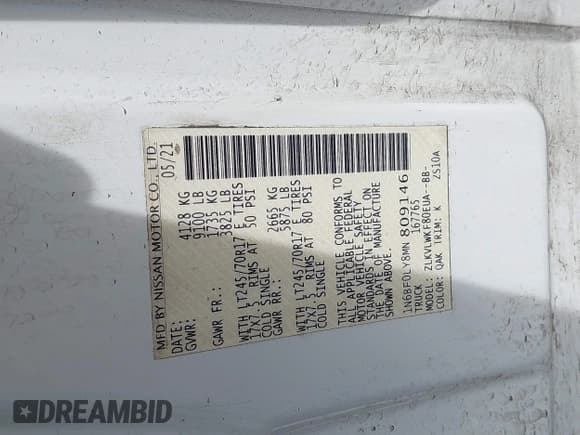 MFD BY NISSAN MOTOR CO., LTD.
DATE: 05/21
GVWR: 4128 KG
9100 LB
GAWR FR.: 1735 KG
3825 LB
WITH LT245/70R17 E TIRES
17X7.5J RIMS AT 50 PSI
COLD SINGLE
GAWR RR.: 2665 KG
5875 LB
WITH LT245/70R17 E TIRES
17X7.5J RIMS AT 80 PSI
COLD SINGLE
THIS VEHICLE CONFORMS TO
ALL APPLICABLE FEDERAL
MOTOR VEHICLE SAFETY
STANDARDS IN EFFECT ON
THE DATE OF MANUFACTURE
SHOWN ABOVE.
1N6BF0LY8MN 809146
TRUCK 167765
MODEL: ZLKVLWKF80EUA--BB-
COLOR: QAK TRIM: K ZS10A
DREAMBID